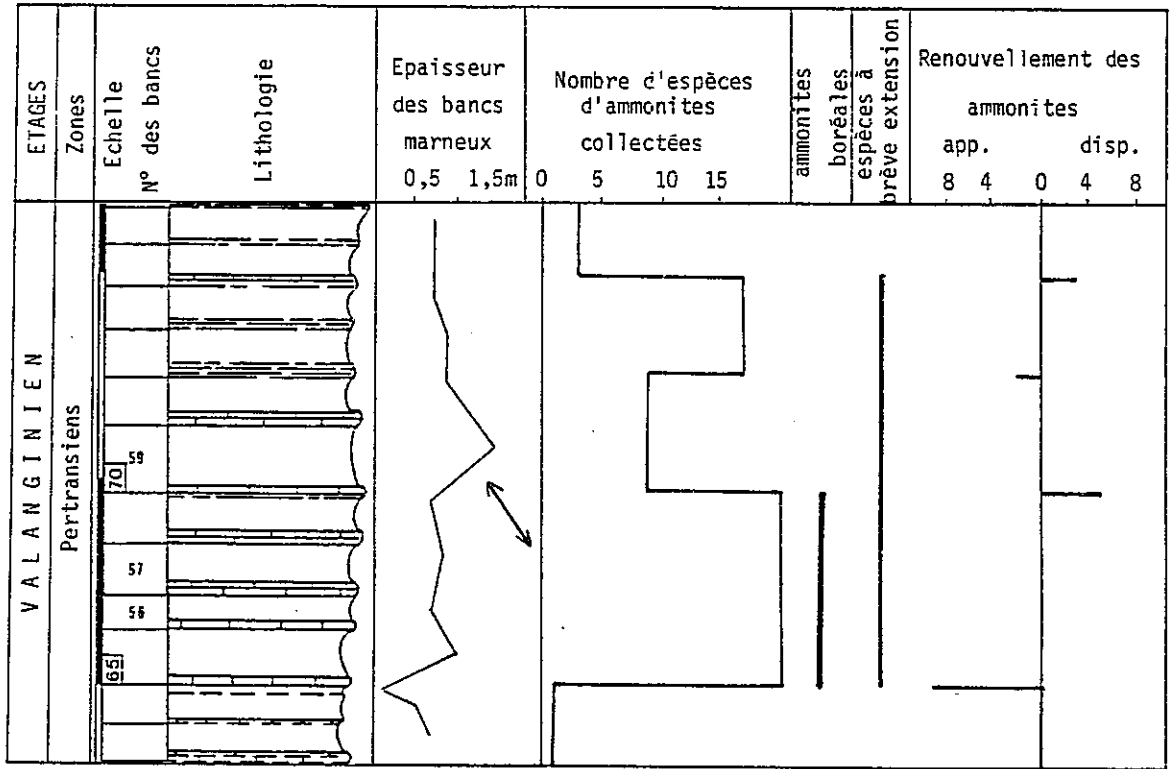 ETAGES
Zones
Echelle
N° des bancs
Lithologie
Epaisseur
des bancs
marneux
0,5 1,5m
Nombre d'espèces
d'ammonites
collectées
0 5 10 15
ammonites
boréales
espèces à
brève extension
Renouvellement des
ammonites
app. disp.
8 4 0 4 8
VALANGINIEN
Pertransiens
59
70
57
56
65